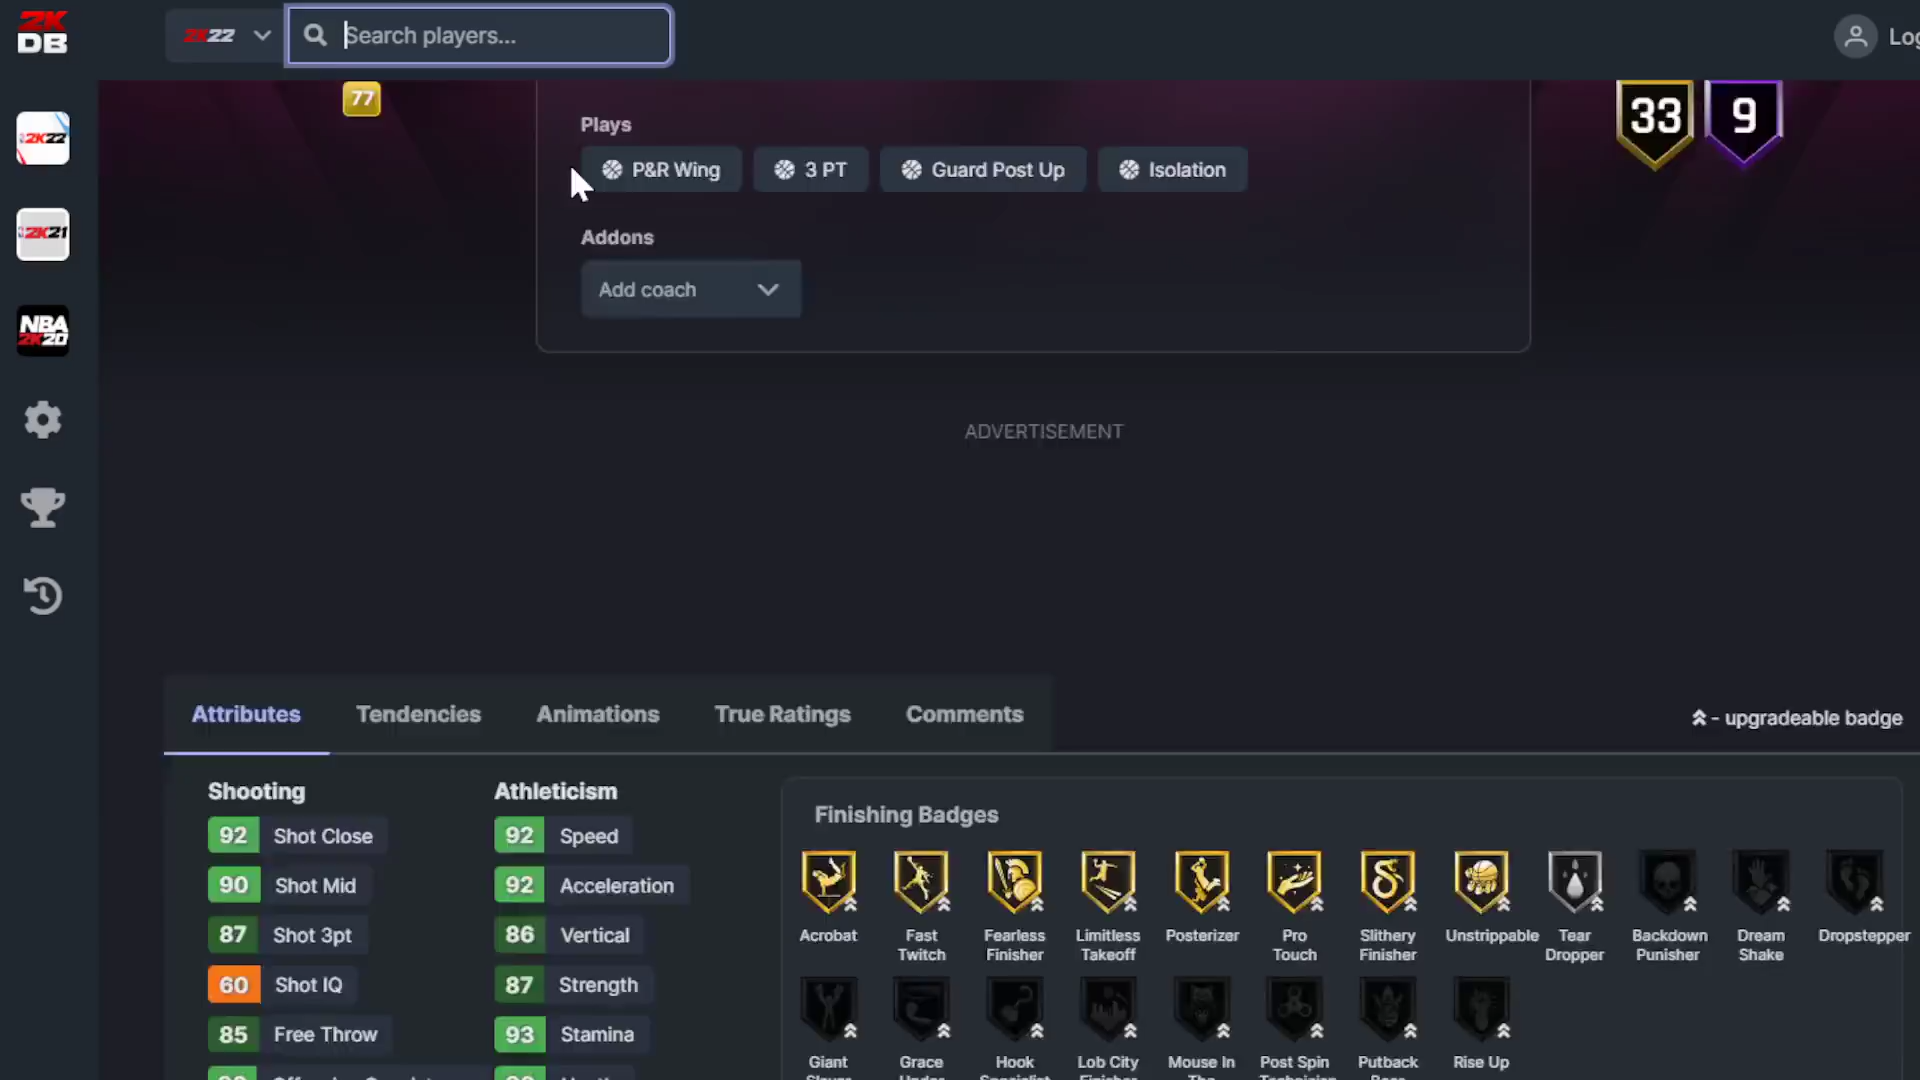 2K
DB
2K22
Search players...
Log
77
33
9
Plays
P&R Wing
3 PT
Guard Post Up
Isolation
2K22
2K21
NBA
2K20
Addons
Add coach
ADVERTISEMENT
Attributes
Tendencies
Animations
True Ratings
Comments
- upgradeable badge
Shooting
92 Shot Close
90 Shot Mid
87 Shot 3pt
60 Shot IQ
85 Free Throw
Athleticism
92 Speed
92 Acceleration
86 Vertical
87 Strength
93 Stamina
Finishing Badges
Acrobat
Fast
Twitch
Fearless
Finisher
Limitless
Takeoff
Posterizer
Pro
Touch
Slithery
Finisher
Unstrippable
Tear
Dropper
Backdown
Punisher
Dream
Shake
Dropstepper
Giant
Grace
Hook
Lob City
Mouse In
The
Post Spin
Putback
Rise Up